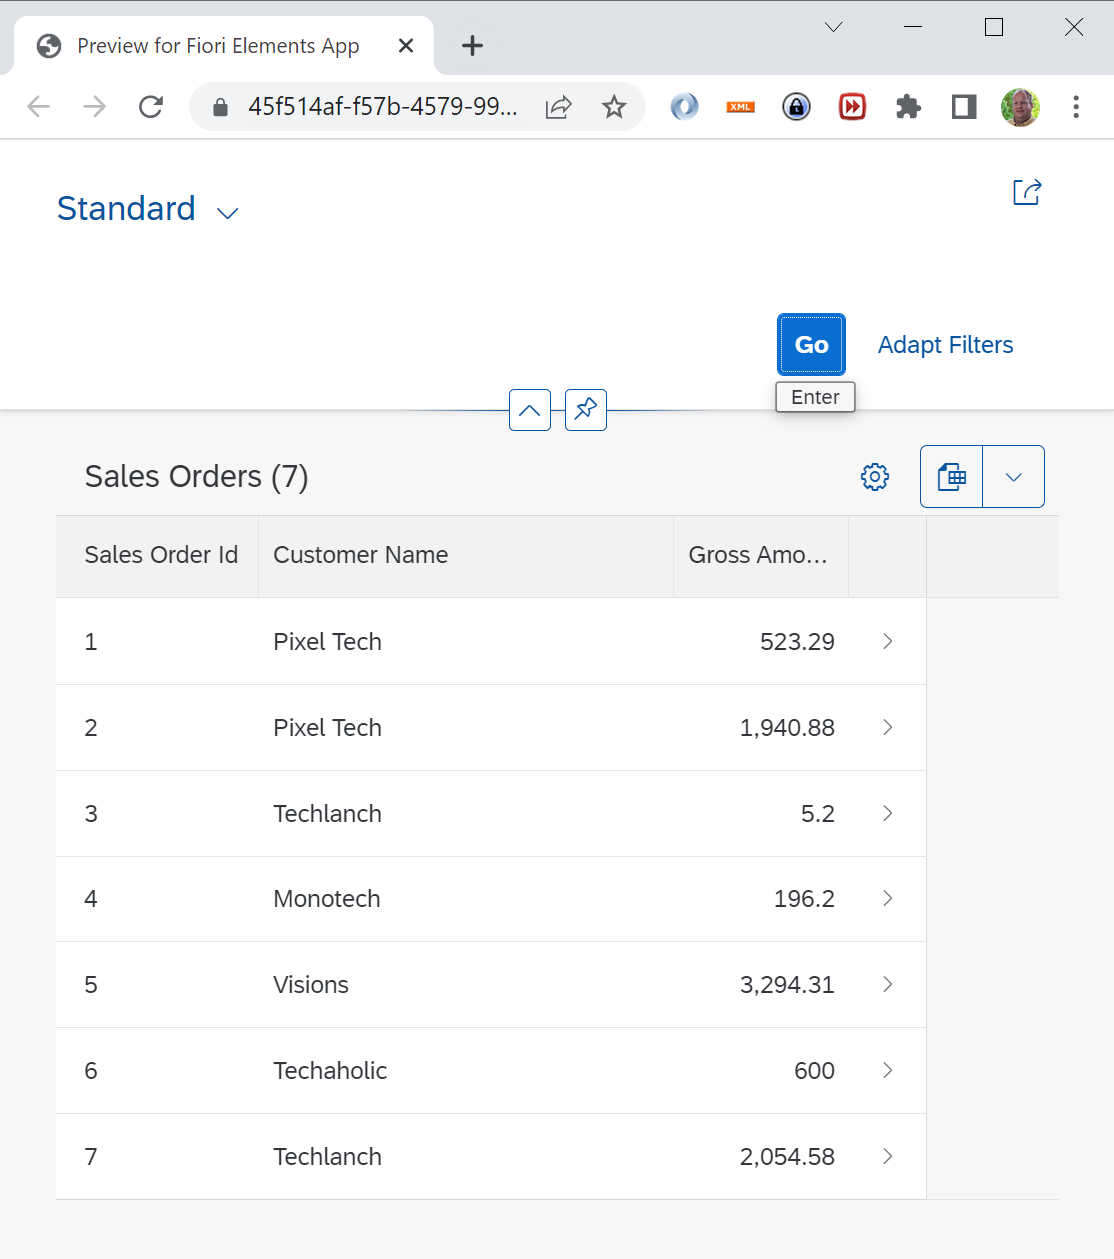 Preview for Fiori Elements App
45f514af-f57b-4579-99...
XML
Standard
Go
Adapt Filters
Enter
Sales Orders (7)
Sales Order Id Customer Name Gross Amo...
1 Pixel Tech 523.29
2 Pixel Tech 1,940.88
3 Techlanch 5.2
4 Monotech 196.2
5 Visions 3,294.31
6 Techaholic 600
7 Techlanch 2,054.58